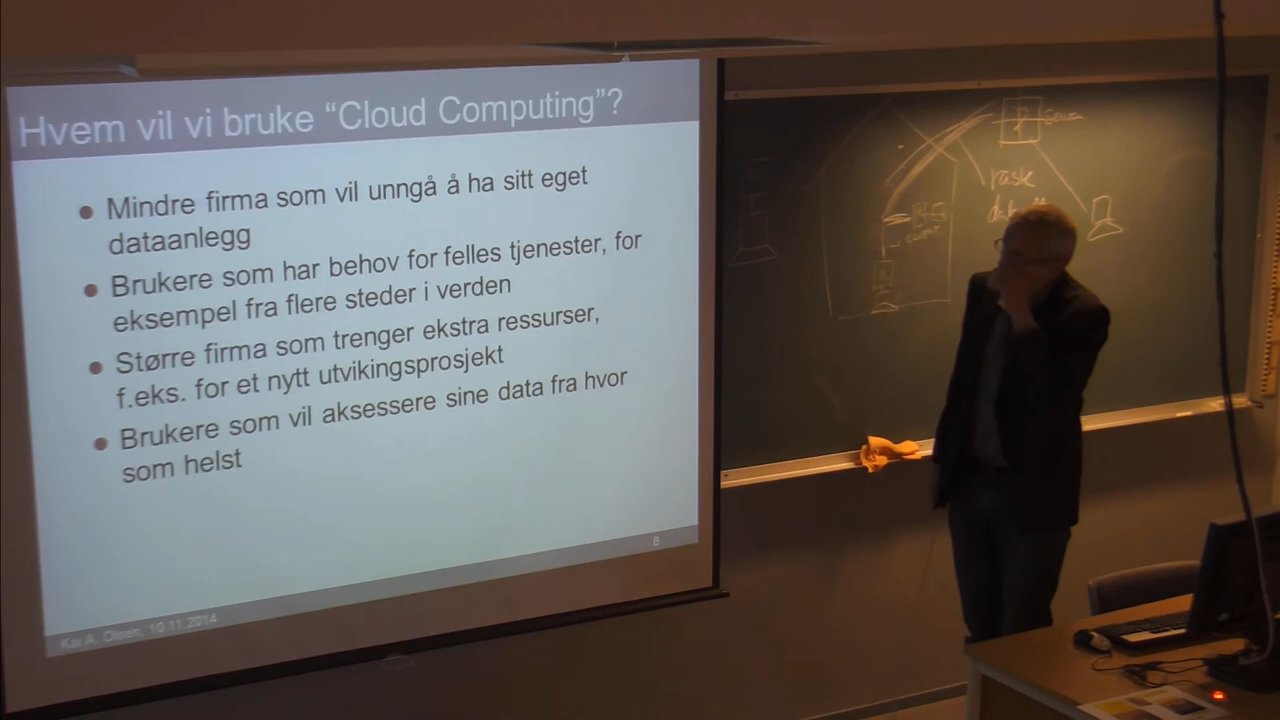 Hvem vil vi bruke “Cloud Computing”?
● Mindre firma som vil unngå å ha sitt eget
dataanlegg
● Brukere som har behov for felles tjenester, for
eksempel fra flere steder i verden
● Større firma som trenger ekstra ressurser,
f.eks. for et nytt utvikingsprosjekt
● Brukere som vil aksessere sine data fra hvor
som helst
8
Kai A. Olsen, 10.11.2014
rask